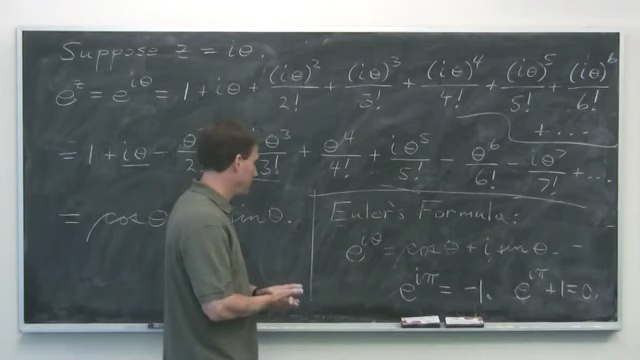 Suppose z = iθ.
e^z = e^{iθ} = 1 + iθ + (iθ)^2/2! + (iθ)^3/3! + (iθ)^4/4! + (iθ)^5/5! + (iθ)^6/6!
+ ...
= 1 + iθ - θ/2 iθ^3/3! + θ^4/4! + iθ^5/5! - θ^6/6! - iθ^7/7! + ...
= cos θ sin θ.
Euler's Formula:
e^{iθ} = cos θ + i sin θ.
e^{iπ} = -1. e^{iπ} + 1 = 0.